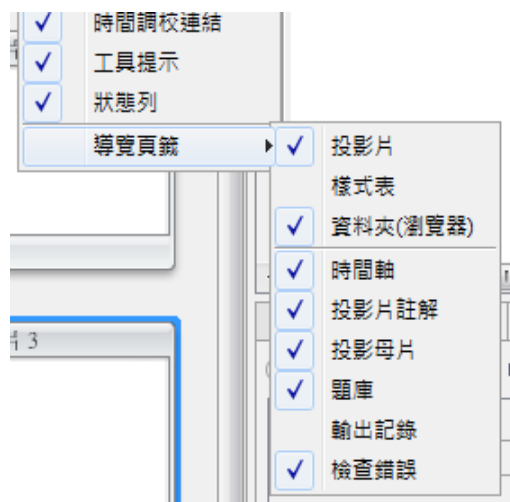 時間調校連結
工具提示
狀態列
導覽頁籤
投影片
樣式表
資料夾(瀏覽器)
時間軸
投影片註解
投影母片
題庫
輸出記錄
檢查錯誤
3